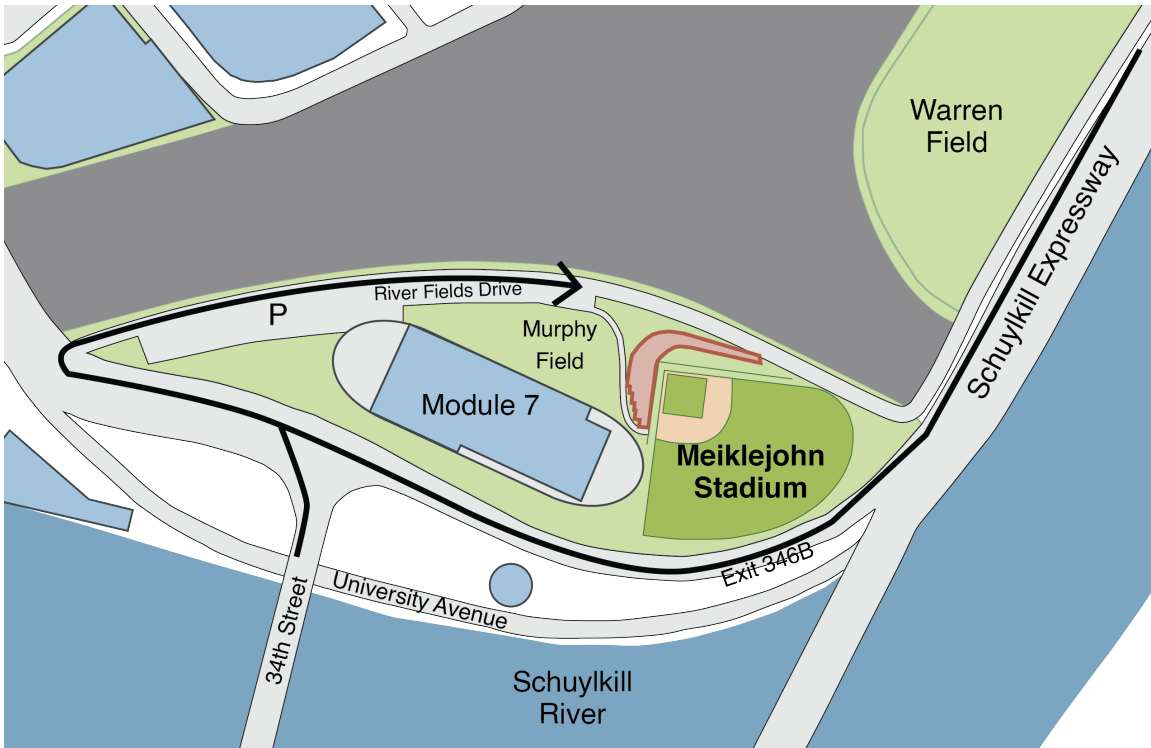 Warren
Field
Schuylkill Expressway
River Fields Drive
P
Murphy
Field
Module 7
Meiklejohn
Stadium
Exit 346B
University Avenue
34th Street
Schuylkill
River